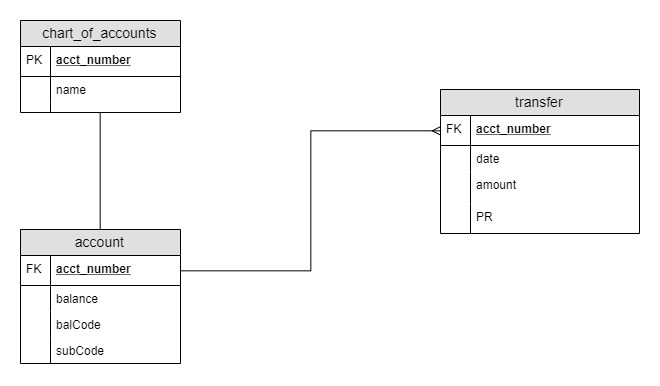 chart_of_accounts
PK acct_number
name
transfer
FK acct_number
date
amount
PR
account
FK acct_number
balance
balCode
subCode